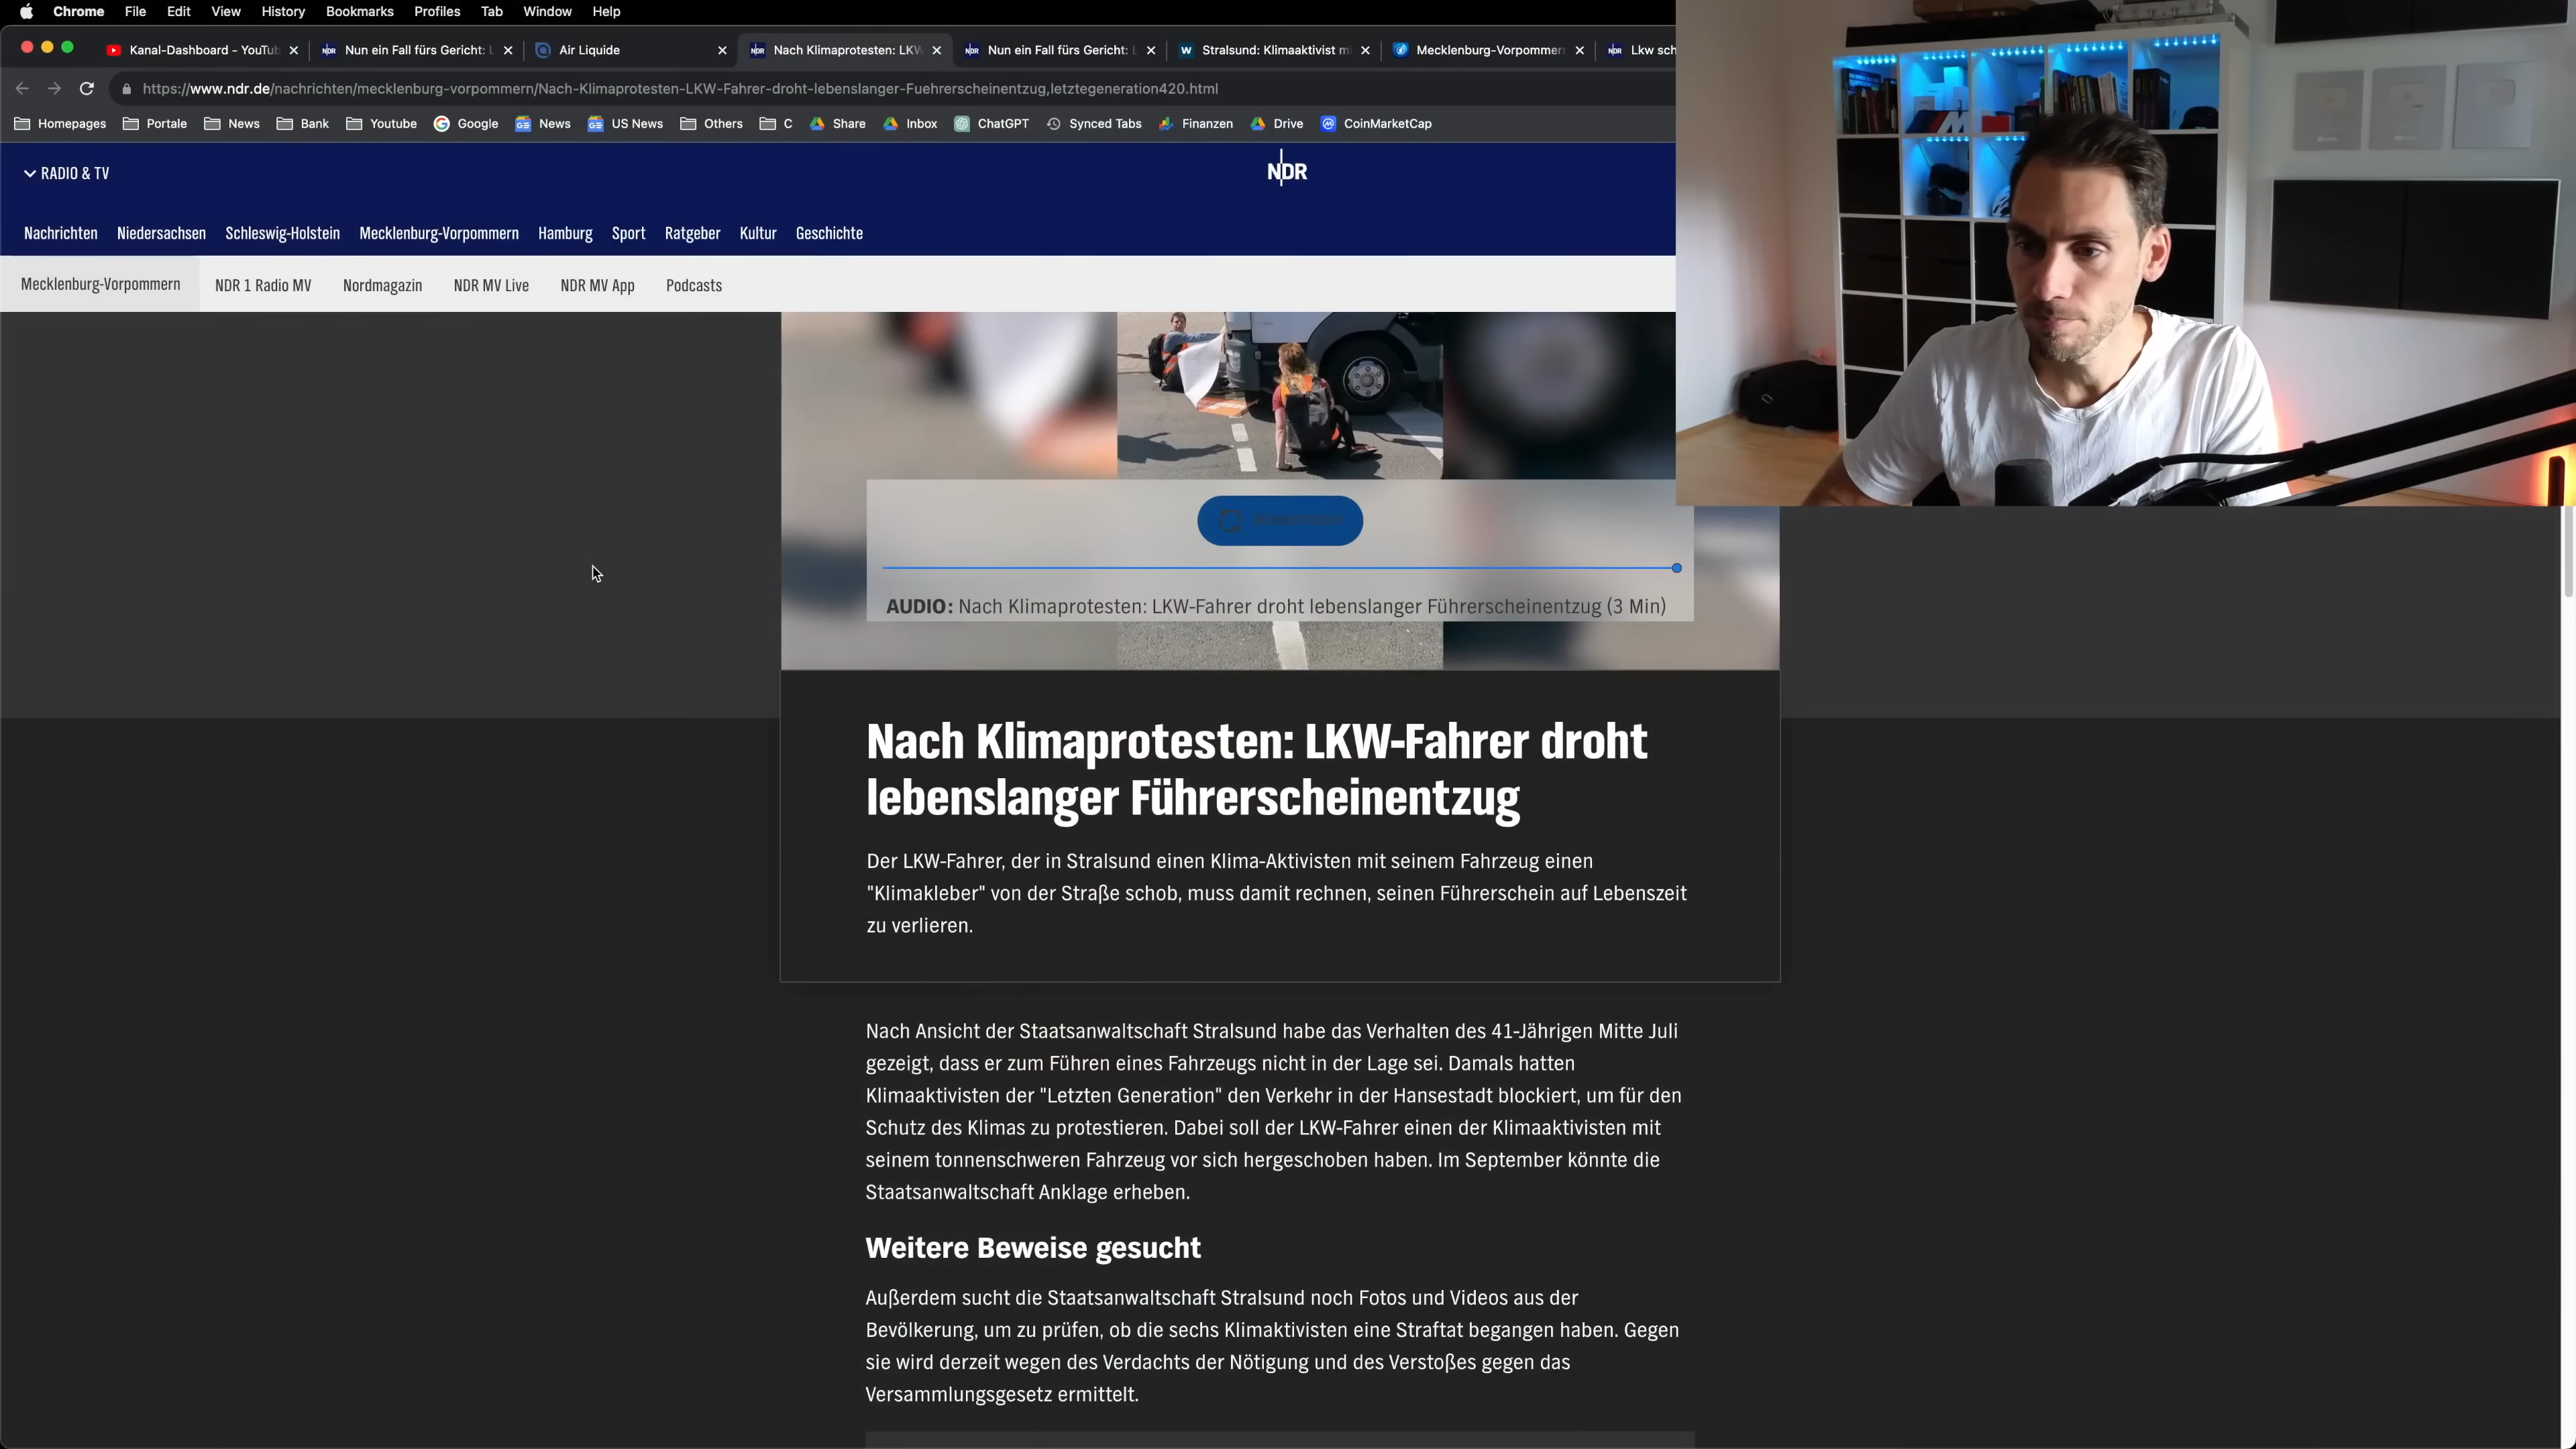 Chrome File Edit View History Bookmarks Profiles Tab Window Help
Kanal-Dashboard - YouTub
Nun ein Fall fürs Gericht: L
Air Liquide
Nach Klimaprotesten: LKW
Nun ein Fall fürs Gericht: L
Stralsund: Klimaaktivist mi
Mecklenburg-Vorpommern
Lkw sch
https://www.ndr.de/nachrichten/mecklenburg-vorpommern/Nach-Klimaprotesten-LKW-Fahrer-droht-lebenslanger-Fuehrerscheinentzug,letztegeneration420.html
Homepages Portale News Bank Youtube Google News US News Others C Share Inbox ChatGPT Synced Tabs Finanzen Drive CoinMarketCap
RADIO & TV
NDR
Nachrichten Niedersachsen Schleswig-Holstein Mecklenburg-Vorpommern Hamburg Sport Ratgeber Kultur Geschichte
Mecklenburg-Vorpommern NDR 1 Radio MV Nordmagazin NDR MV Live NDR MV App Podcasts
AUDIO: Nach Klimaprotesten: LKW-Fahrer droht lebenslanger Führerscheinentzug (3 Min)
Nach Klimaprotesten: LKW-Fahrer droht
lebenslanger Führerscheinentzug
Der LKW-Fahrer, der in Stralsund einen Klima-Aktivisten mit seinem Fahrzeug einen
"Klimakleber" von der Straße schob, muss damit rechnen, seinen Führerschein auf Lebenszeit
zu verlieren.
Nach Ansicht der Staatsanwaltschaft Stralsund habe das Verhalten des 41-Jährigen Mitte Juli
gezeigt, dass er zum Führen eines Fahrzeugs nicht in der Lage sei. Damals hatten
Klimaaktivisten der "Letzten Generation" den Verkehr in der Hansestadt blockiert, um für den
Schutz des Klimas zu protestieren. Dabei soll der LKW-Fahrer einen der Klimaaktivisten mit
seinem tonnenschweren Fahrzeug vor sich hergeschoben haben. Im September könnte die
Staatsanwaltschaft Anklage erheben.
Weitere Beweise gesucht
Außerdem sucht die Staatsanwaltschaft Stralsund noch Fotos und Videos aus der
Bevölkerung, um zu prüfen, ob die sechs Klimaktivisten eine Straftat begangen haben. Gegen
sie wird derzeit wegen des Verdachts der Nötigung und des Verstoßes gegen das
Versammlungsgesetz ermittelt.